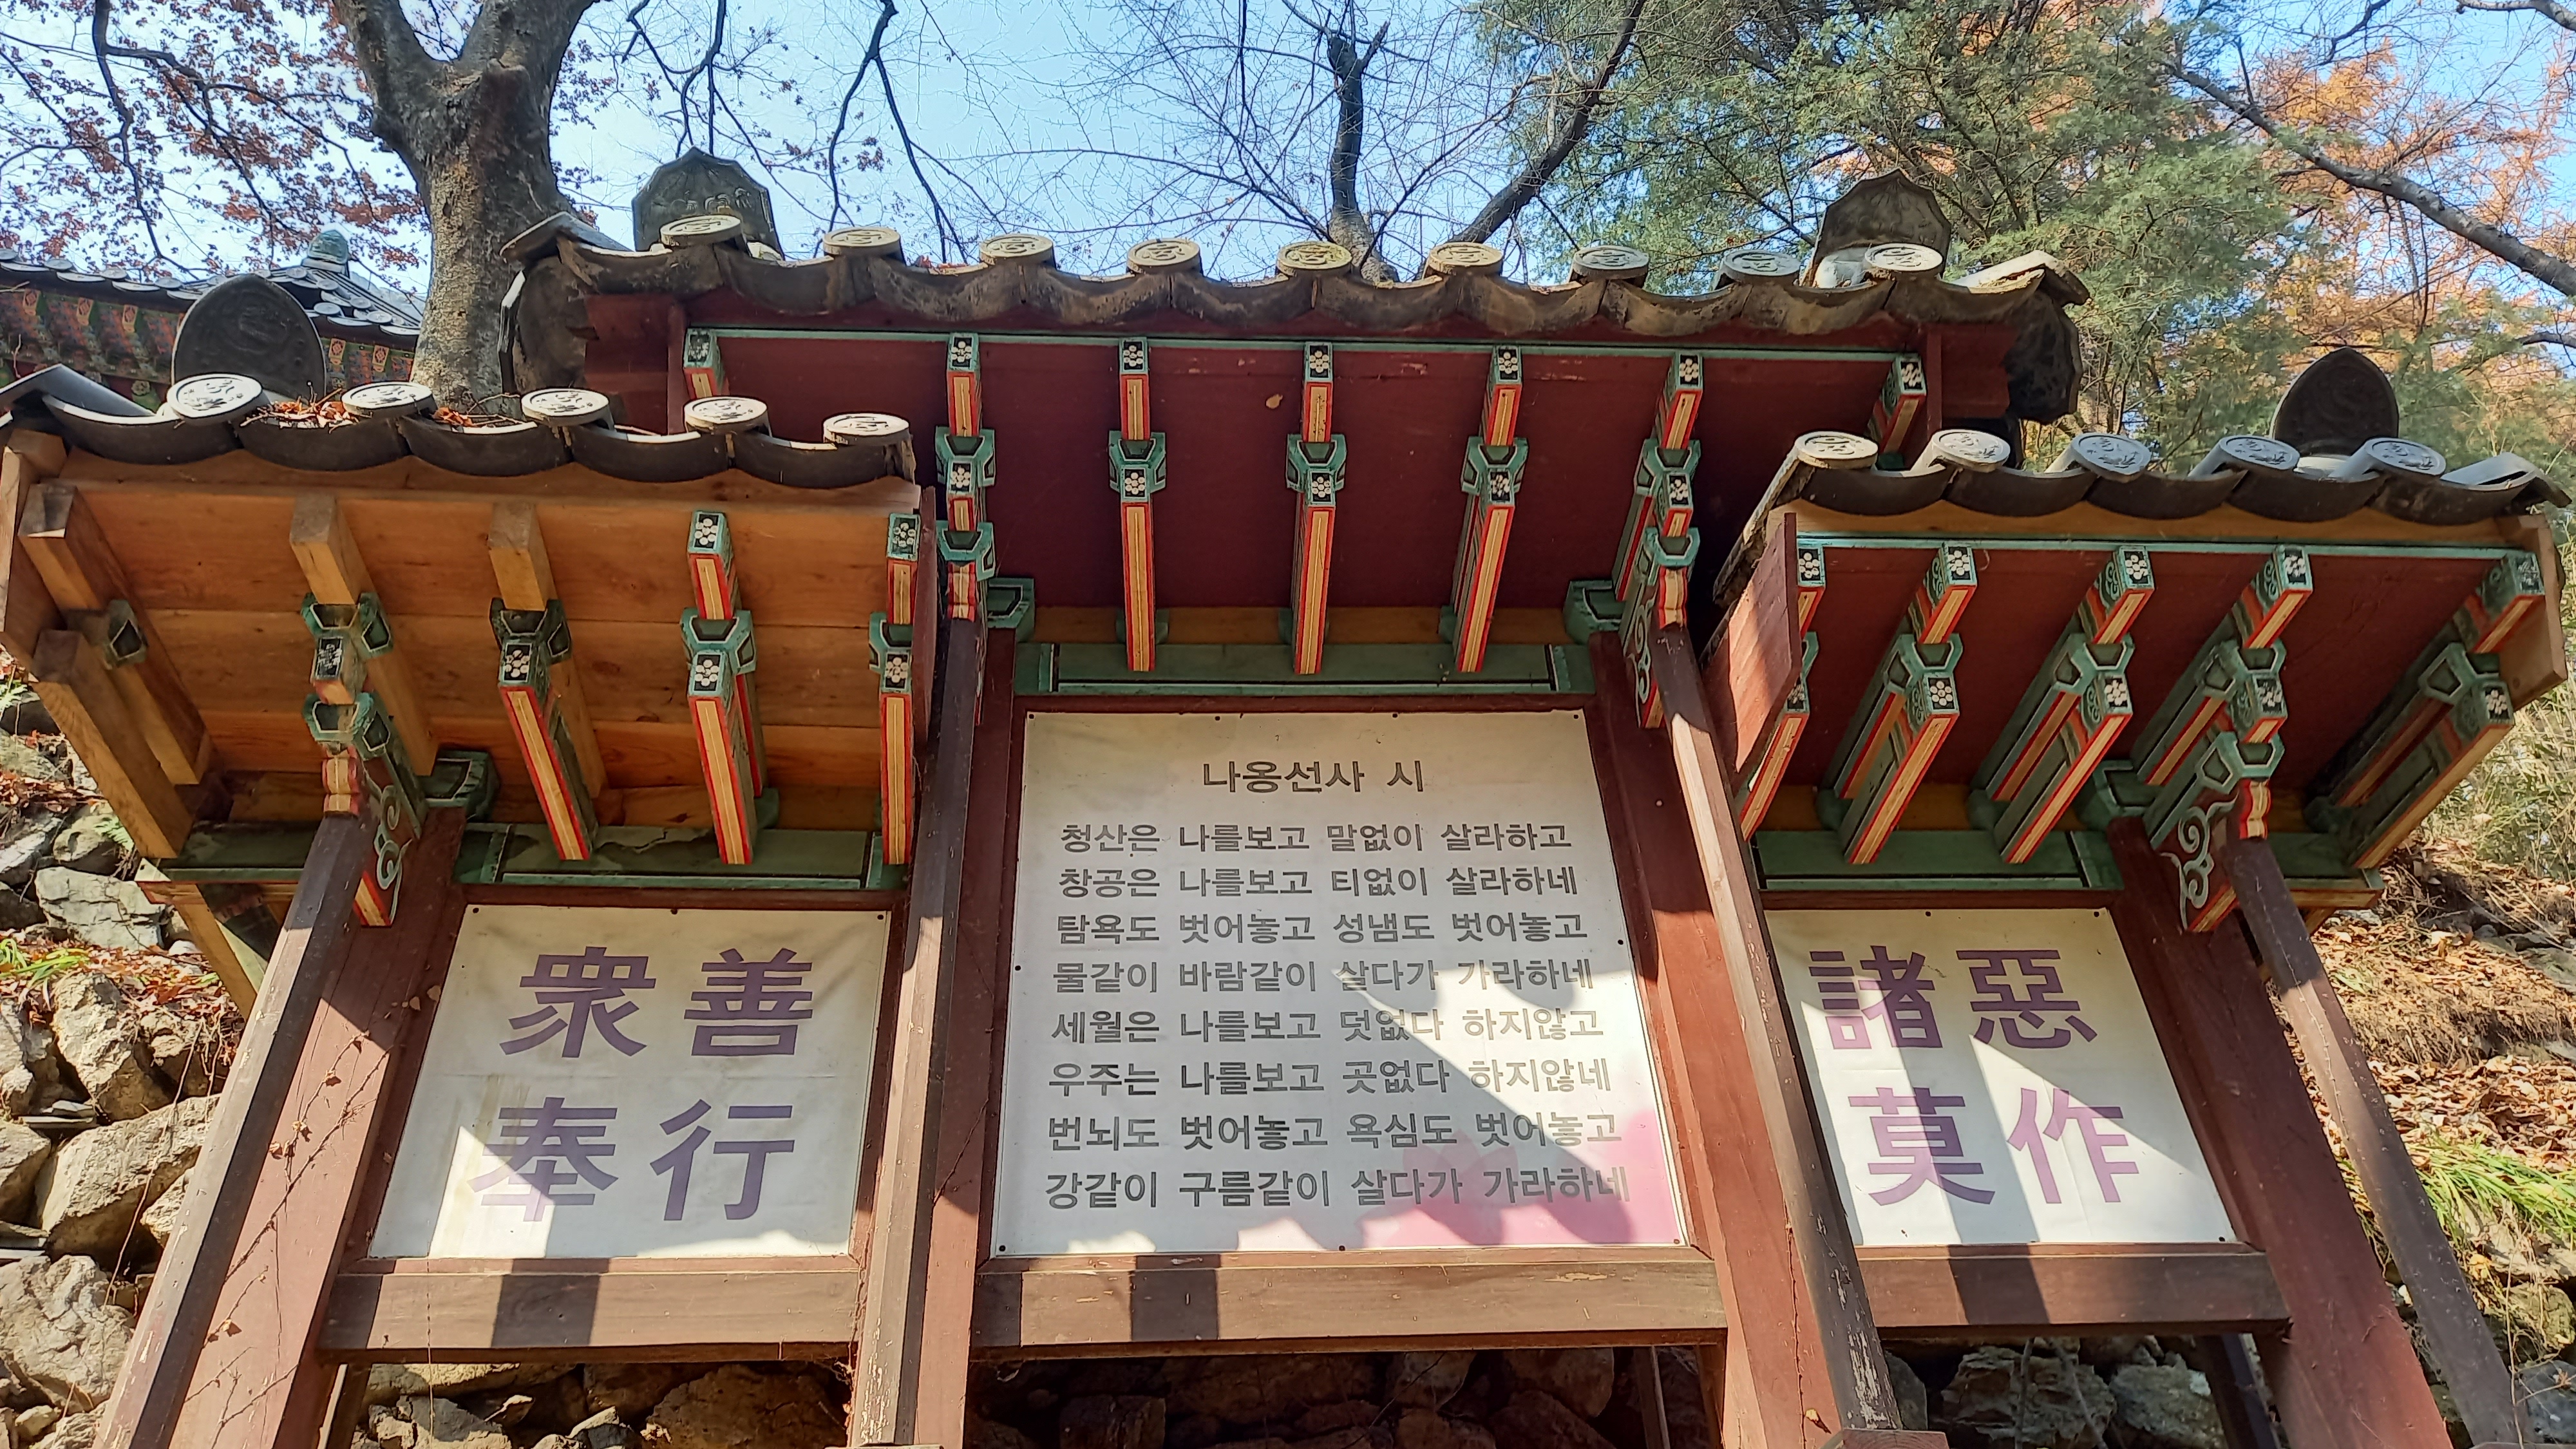 衆善
奉行
나옹선사 시
청산은 나를보고 말없이 살라하고
창공은 나를보고 티없이 살라하네
탐욕도 벗어놓고 성냄도 벗어놓고
물같이 바람같이 살다가 가라하네
세월은 나를보고 덧없다 하지않고
우주는 나를보고 곳없다 하지않네
번뇌도 벗어놓고 욕심도 벗어놓고
강같이 구름같이 살다가 가라하네
諸惡
莫作